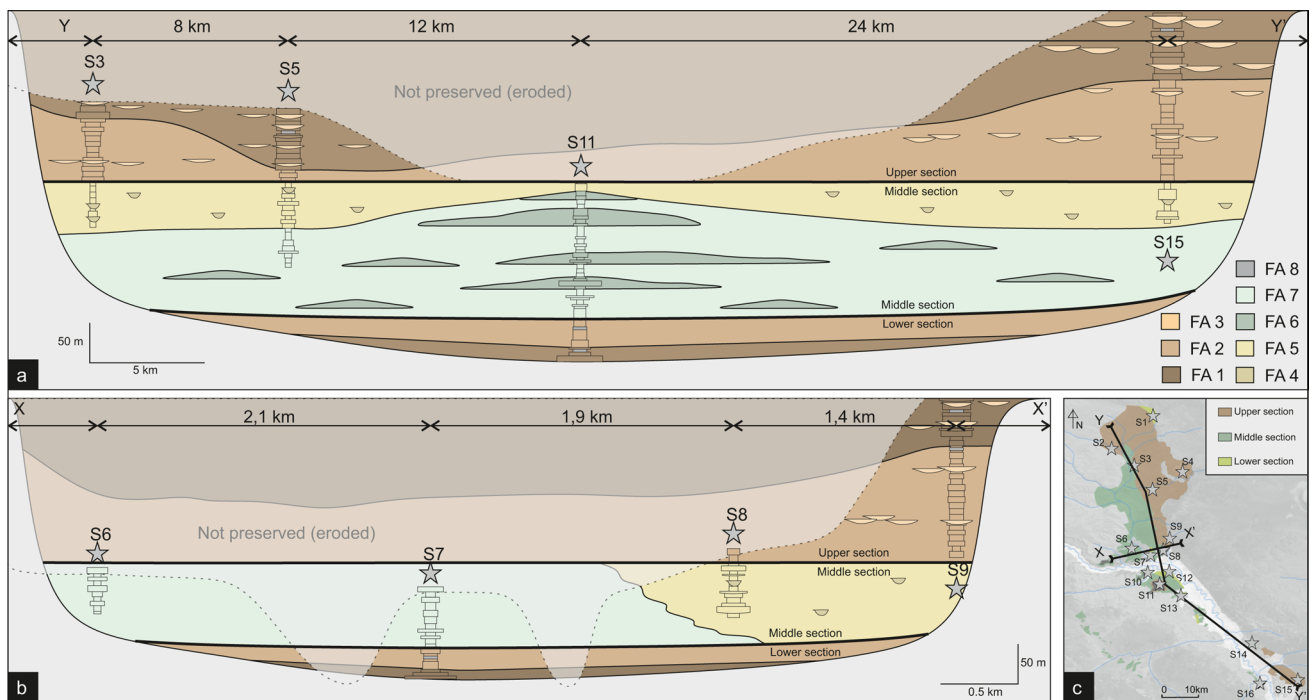 Y 8 km 12 km 24 km Y'
S3
S5
Not preserved (eroded)
S11
Upper section
Middle section
S15
FA 8
Middle section
FA 7
Lower section
FA 3 FA 6
50 m
FA 2 FA 5
5 km
FA 1 FA 4
a
X 2,1 km 1,9 km 1,4 km X'
Not preserved (eroded)
S6
S7
S8
Upper section
Middle section
S9
Middle section
Lower section
50 m
0.5 km
b
N
Upper section
Middle section
Lower section
Y
S1
S2
S3
S4
S5
S9
S6
X'
X
S7
S8
S10
S12
S11
S13
S14
S15
S16
Y'
0 10km
c